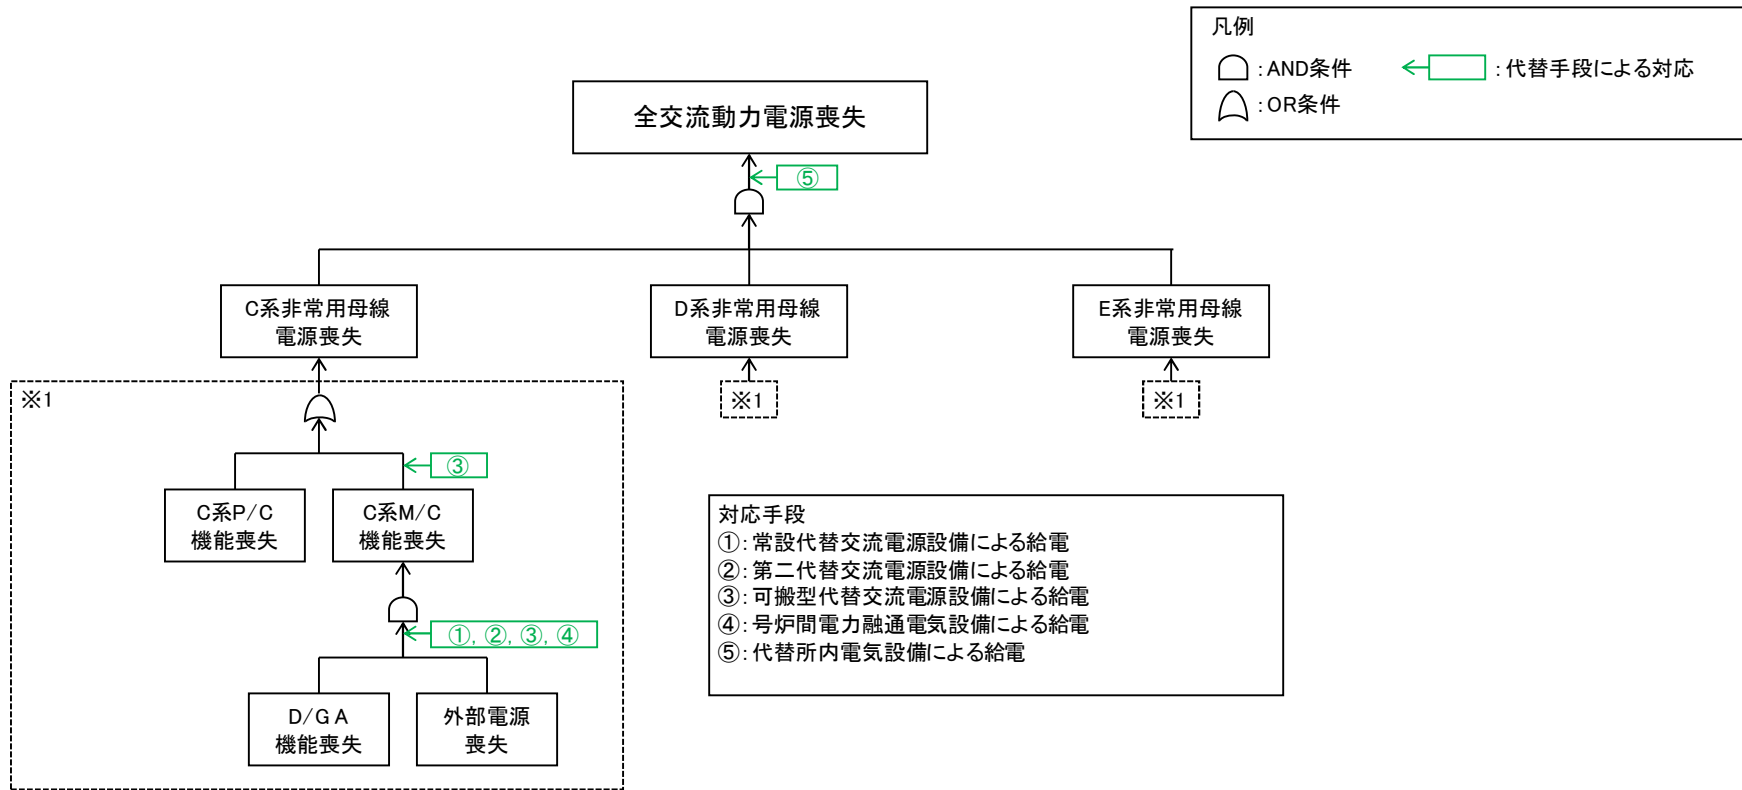 凡例
:AND条件
:代替手段による対応
:OR条件
全交流動力電源喪失
⑤
C系非常用母線
電源喪失
D系非常用母線
電源喪失
E系非常用母線
電源喪失
※1
※1
※1
③
C系P/C
機能喪失
C系M/C
機能喪失
①, ②, ③, ④
D/G A
機能喪失
外部電源
喪失
対応手段
①:常設代替交流電源設備による給電
②:第二代替交流電源設備による給電
③:可搬型代替交流電源設備による給電
④:号炉間電力融通電気設備による給電
⑤:代替所内電気設備による給電